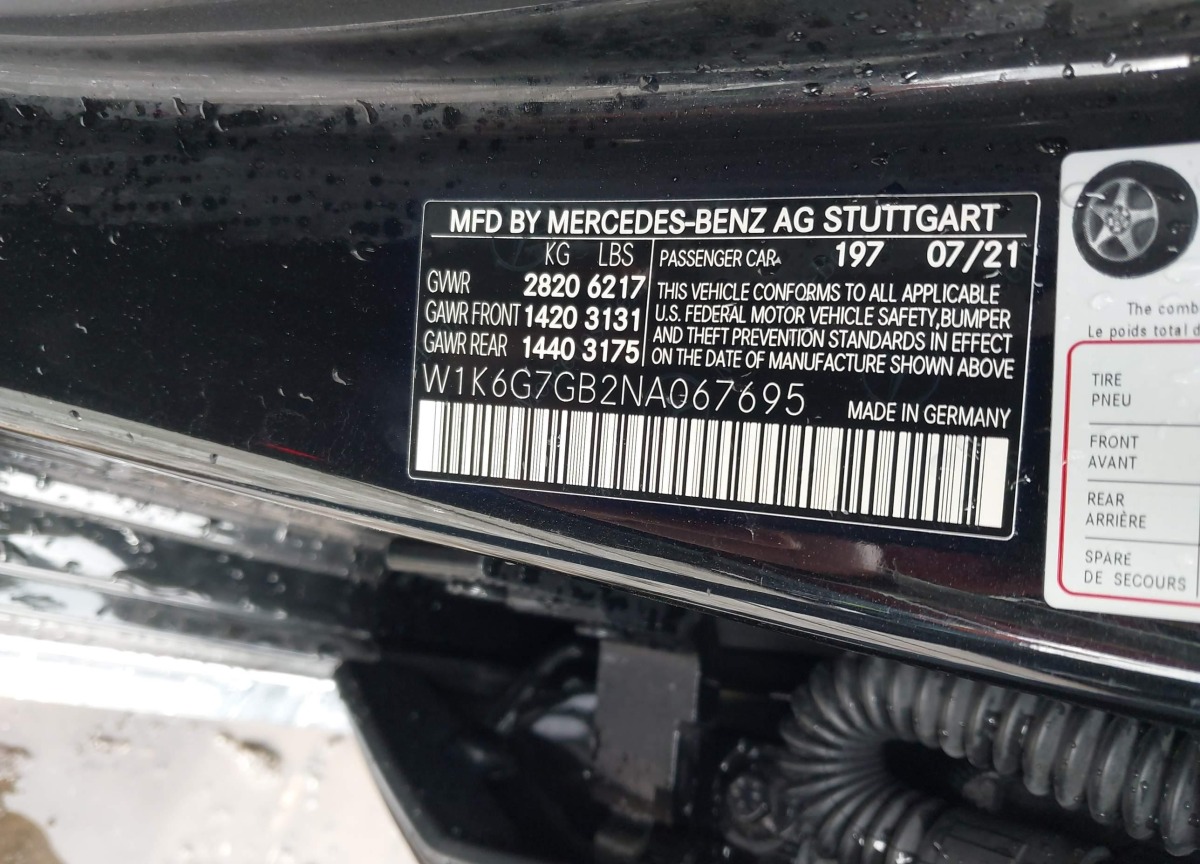 MFD BY MERCEDES-BENZ AG STUTTGART
KG LBS
GVWR 2820 6217
GAWR FRONT 1420 3131
GAWR REAR 1440 3175
PASSENGER CAR 197 07/21
THIS VEHICLE CONFORMS TO ALL APPLICABLE
U.S. FEDERAL MOTOR VEHICLE SAFETY,BUMPER
AND THEFT PREVENTION STANDARDS IN EFFECT
ON THE DATE OF MANUFACTURE SHOWN ABOVE
W1K6G7GB2NA067695
MADE IN GERMANY
The comb
Le poids total d
TIRE
PNEU
FRONT
AVANT
REAR
ARRIÈRE
SPARE
DE SECOURS